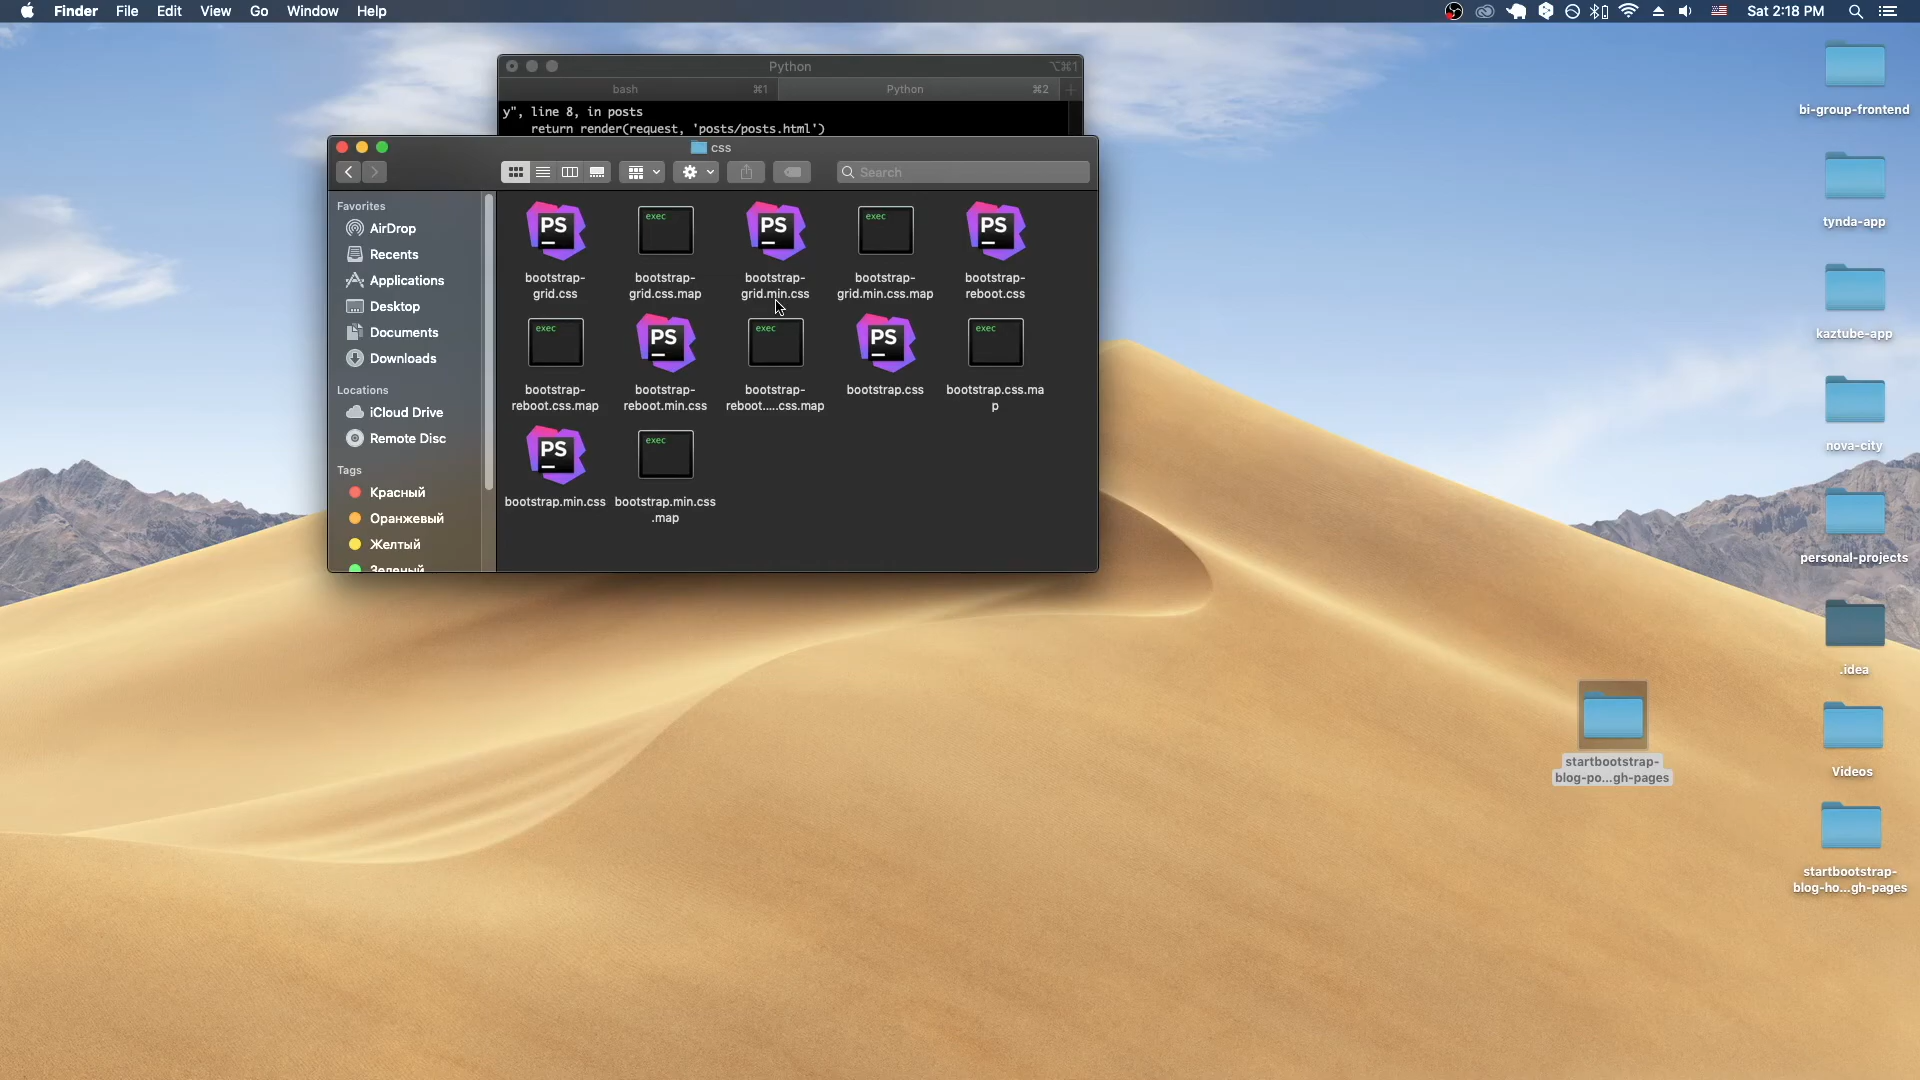 Finder File Edit View Go Window Help
Sat 2:18 PM
Python ⌥⌘1
bash ⌘1 Python ⌘2 +
y", line 8, in posts
return render(request, 'posts/posts.html')
css
Search
Favorites
AirDrop
Recents
Applications
Desktop
Documents
Downloads
Locations
iCloud Drive
Remote Disc
Tags
Красный
Оранжевый
Желтый
Зеленый
PS
bootstrap-
grid.css
exec
bootstrap-
grid.css.map
PS
bootstrap-
grid.min.css
exec
bootstrap-
grid.min.css.map
PS
bootstrap-
reboot.css
exec
bootstrap-
reboot.css.map
PS
bootstrap-
reboot.min.css
exec
bootstrap-
reboot.....css.map
PS
bootstrap.css
exec
bootstrap.css.ma
p
PS
bootstrap.min.css
exec
bootstrap.min.css
.map
bi-group-frontend
tynda-app
kaztube-app
nova-city
personal-projects
.idea
Videos
startbootstrap-
blog-po...gh-pages
startbootstrap-
blog-ho...gh-pages